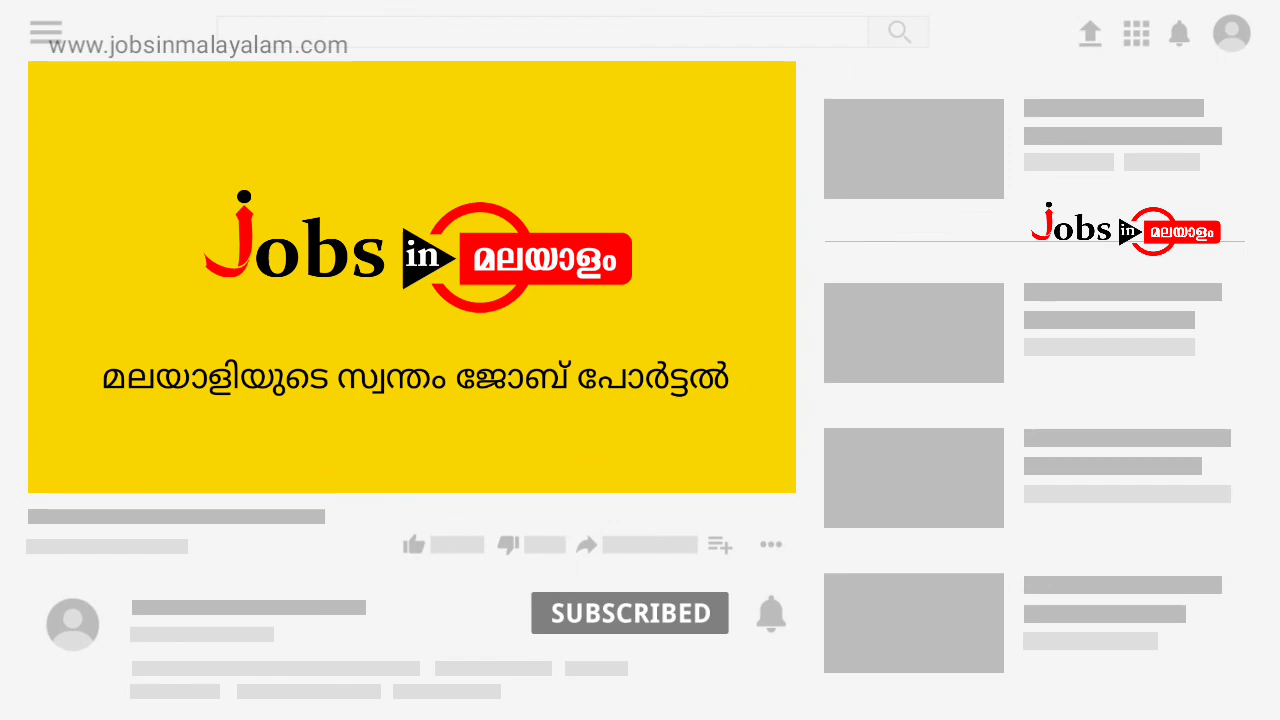 www.jobsinmalayalam.com
Jobs in മലയാളം
മലയാളിയുടെ സ്വന്തം ജോബ് പോർട്ടൽ
Jobs in മലയാളം
SUBSCRIBED